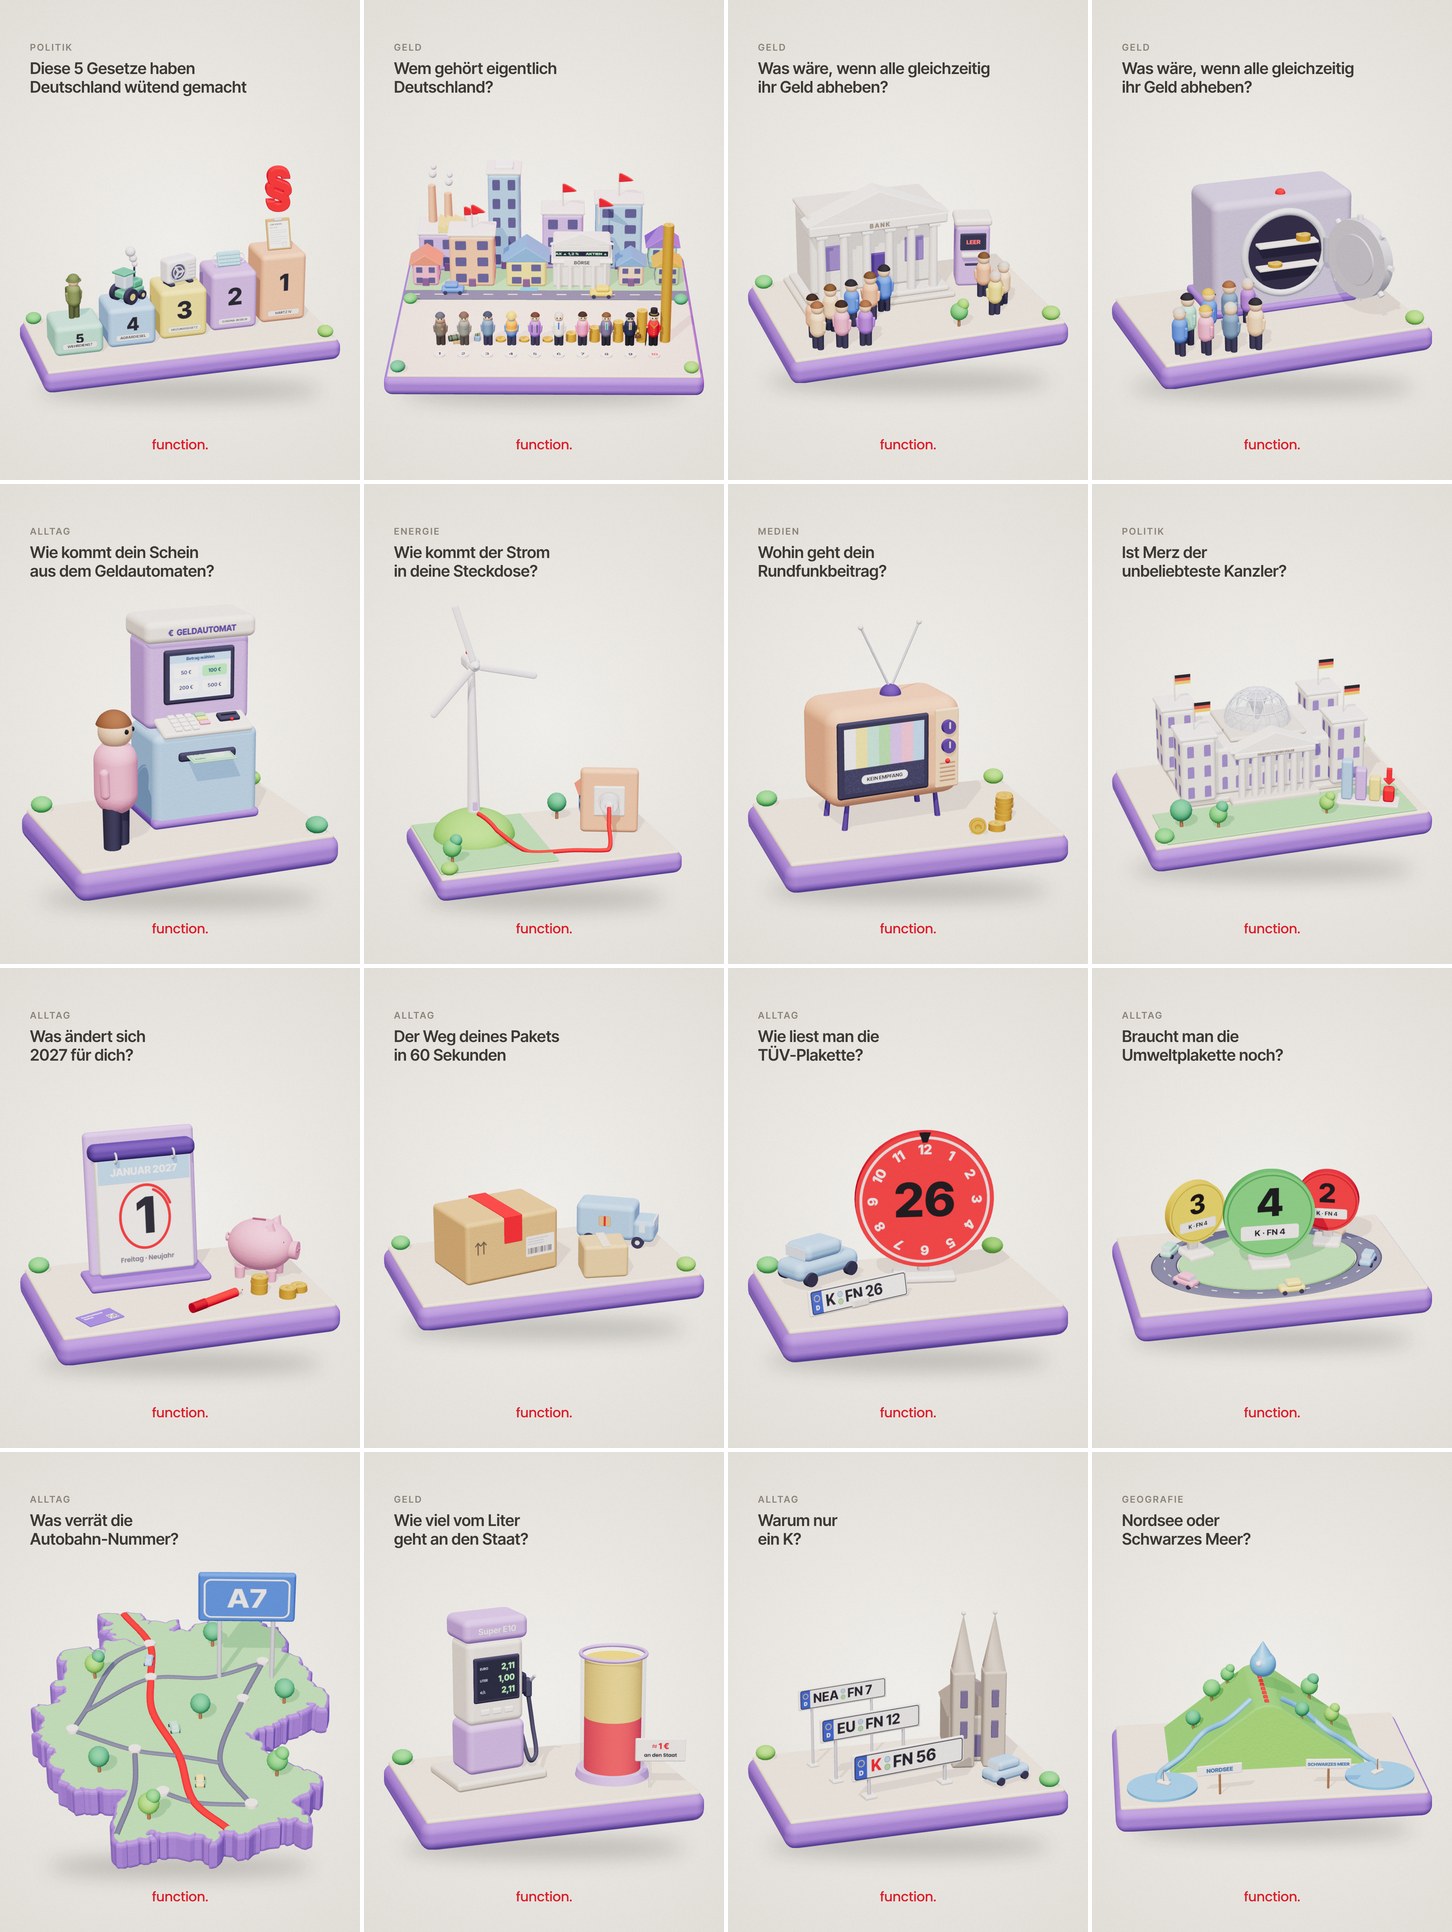 POLITIK
Diese 5 Gesetze haben
Deutschland wütend gemacht
§
5
4
3
2
1
HARTZ IV
function.
GELD
Wem gehört eigentlich
Deutschland?
BÖRSE
function.
GELD
Was wäre, wenn alle gleichzeitig
ihr Geld abheben?
BANK
LEER
function.
GELD
Was wäre, wenn alle gleichzeitig
ihr Geld abheben?
function.
ALLTAG
Wie kommt dein Schein
aus dem Geldautomaten?
€ GELDAUTOMAT
Betrag wählen
50 € 100 €
200 € 500 €
function.
ENERGIE
Wie kommt der Strom
in deine Steckdose?
function.
MEDIEN
Wohin geht dein
Rundfunkbeitrag?
KEIN EMPFANG
function.
POLITIK
Ist Merz der
unbeliebteste Kanzler?
function.
ALLTAG
Was ändert sich
2027 für dich?
JANUAR 2027
1
Freitag · Neujahr
function.
ALLTAG
Der Weg deines Pakets
in 60 Sekunden
function.
ALLTAG
Wie liest man die
TÜV-Plakette?
12 1 2 3 4 5 6 7 8 9 10 11
26
D K FN 26
function.
ALLTAG
Braucht man die
Umweltplakette noch?
3
K · FN 4
4
K · FN 4
2
K · FN 4
function.
ALLTAG
Was verrät die
Autobahn-Nummer?
A7
function.
GELD
Wie viel vom Liter
geht an den Staat?
Super E10
2,11
1,00
2,11
≈ 1 €
an den Staat
function.
ALLTAG
Warum nur
ein K?
D NEA FN 7
D EU FN 12
D K FN 56
function.
GEOGRAFIE
Nordsee oder
Schwarzes Meer?
NORDSEE
SCHWARZES MEER
function.